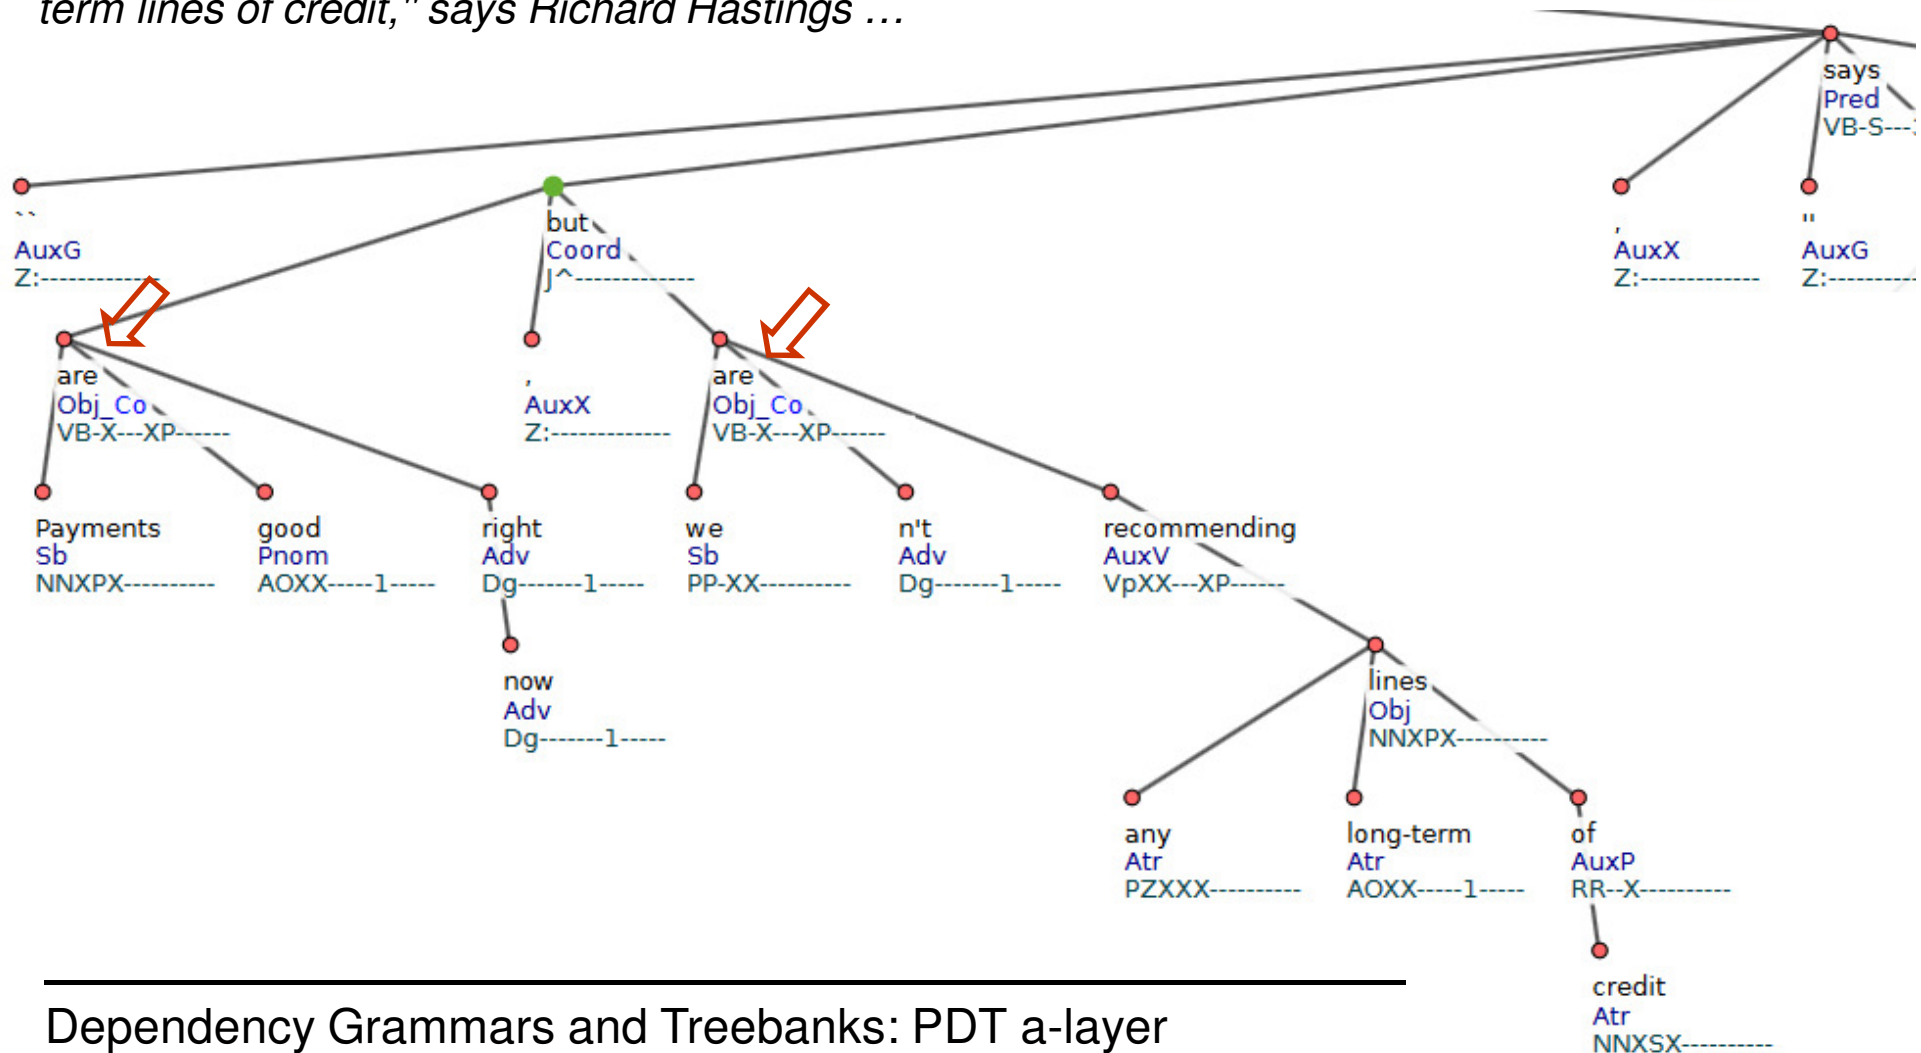 term lines of credit," says Richard Hastings …
says
Pred
VB-S---
``
AuxG
Z:-------------
but
Coord
J^-------------
,
AuxX
Z:-------------
"
AuxG
Z:---------
are
Obj_Co
VB-X---XP------
,
AuxX
Z:-------------
are
Obj_Co
VB-X---XP------
Payments
Sb
NNXPX----------
good
Pnom
AOXX-----1-----
right
Adv
Dg-------1-----
we
Sb
PP-XX----------
n't
Adv
Dg-------1-----
recommending
AuxV
VpXX---XP------
now
Adv
Dg-------1-----
lines
Obj
NNXPX----------
any
Atr
PZXXX----------
long-term
Atr
AOXX-----1-----
of
AuxP
RR--X----------
credit
Atr
NNXSX----------
Dependency Grammars and Treebanks: PDT a-layer